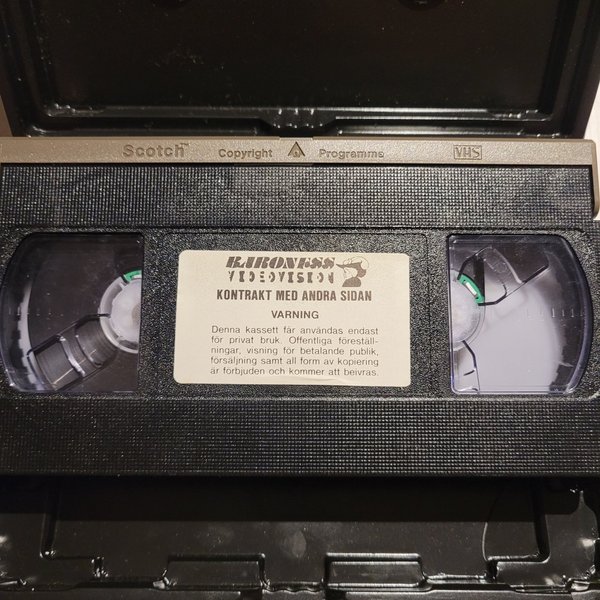 Scotch™ Copyright Programme VHS
BARONESS
VIDEOVISION
KONTRAKT MED ANDRA SIDAN
VARNING
Denna kassett får användas endast
för privat bruk. Offentliga föreställ-
ningar, visning för betalande publik,
försäljning samt all form av kopiering
är förbjuden och kommer att beivras.